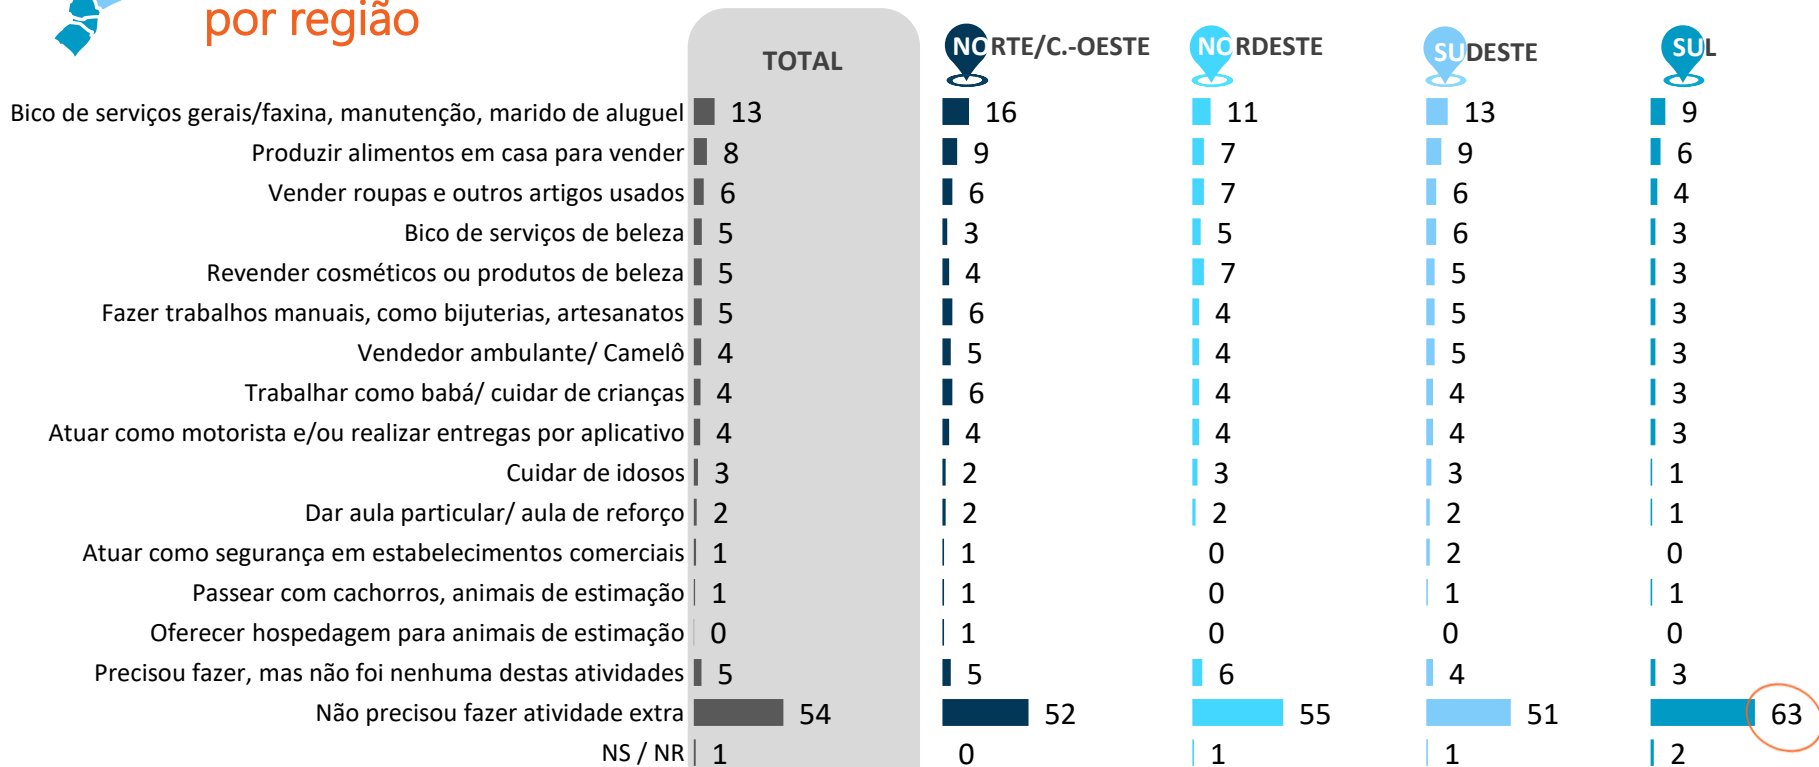 por região
TOTAL NORTE/C.-OESTE NORDESTE SUDESTE SUL
Bico de serviços gerais/faxina, manutenção, marido de aluguel 13 16 11 13 9
Produzir alimentos em casa para vender 8 9 7 9 6
Vender roupas e outros artigos usados 6 6 7 6 4
Bico de serviços de beleza 5 3 5 6 3
Revender cosméticos ou produtos de beleza 5 4 7 5 3
Fazer trabalhos manuais, como bijuterias, artesanatos 5 6 4 5 3
Vendedor ambulante/ Camelô 4 5 4 5 3
Trabalhar como babá/ cuidar de crianças 4 6 4 4 3
Atuar como motorista e/ou realizar entregas por aplicativo 4 4 4 4 3
Cuidar de idosos 3 2 3 3 1
Dar aula particular/ aula de reforço 2 2 2 2 1
Atuar como segurança em estabelecimentos comerciais 1 1 0 2 0
Passear com cachorros, animais de estimação 1 1 0 1 1
Oferecer hospedagem para animais de estimação 0 1 0 0 0
Precisou fazer, mas não foi nenhuma destas atividades 5 5 6 4 3
Não precisou fazer atividade extra 54 52 55 51 63
NS / NR 1 0 1 1 2